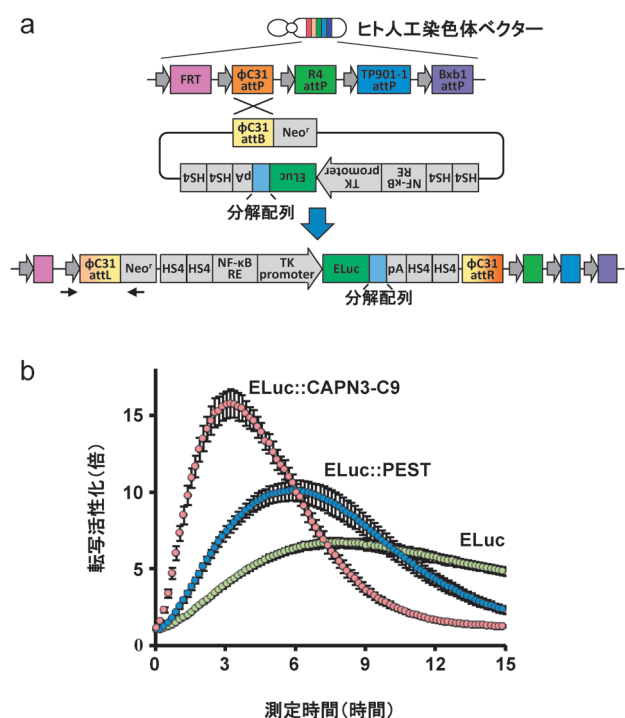 a
ヒト人工染色体ベクター
FRT
φC31 attP
R4 attP
TP901-1 attP
Bxb1 attP
φC31 attB
Neoʳ
HS4
HS4
pA
ELuc
TK promoter
NF-κB RE
HS4
HS4
分解配列
φC31 attL
Neoʳ
HS4
HS4
NF-κB RE
TK promoter
ELuc
pA
HS4
HS4
φC31 attR
分解配列
b
ELuc::CAPN3-C9
ELuc::PEST
ELuc
転写活性化(倍)
15
10
5
0
0
3
6
9
12
15
測定時間(時間)